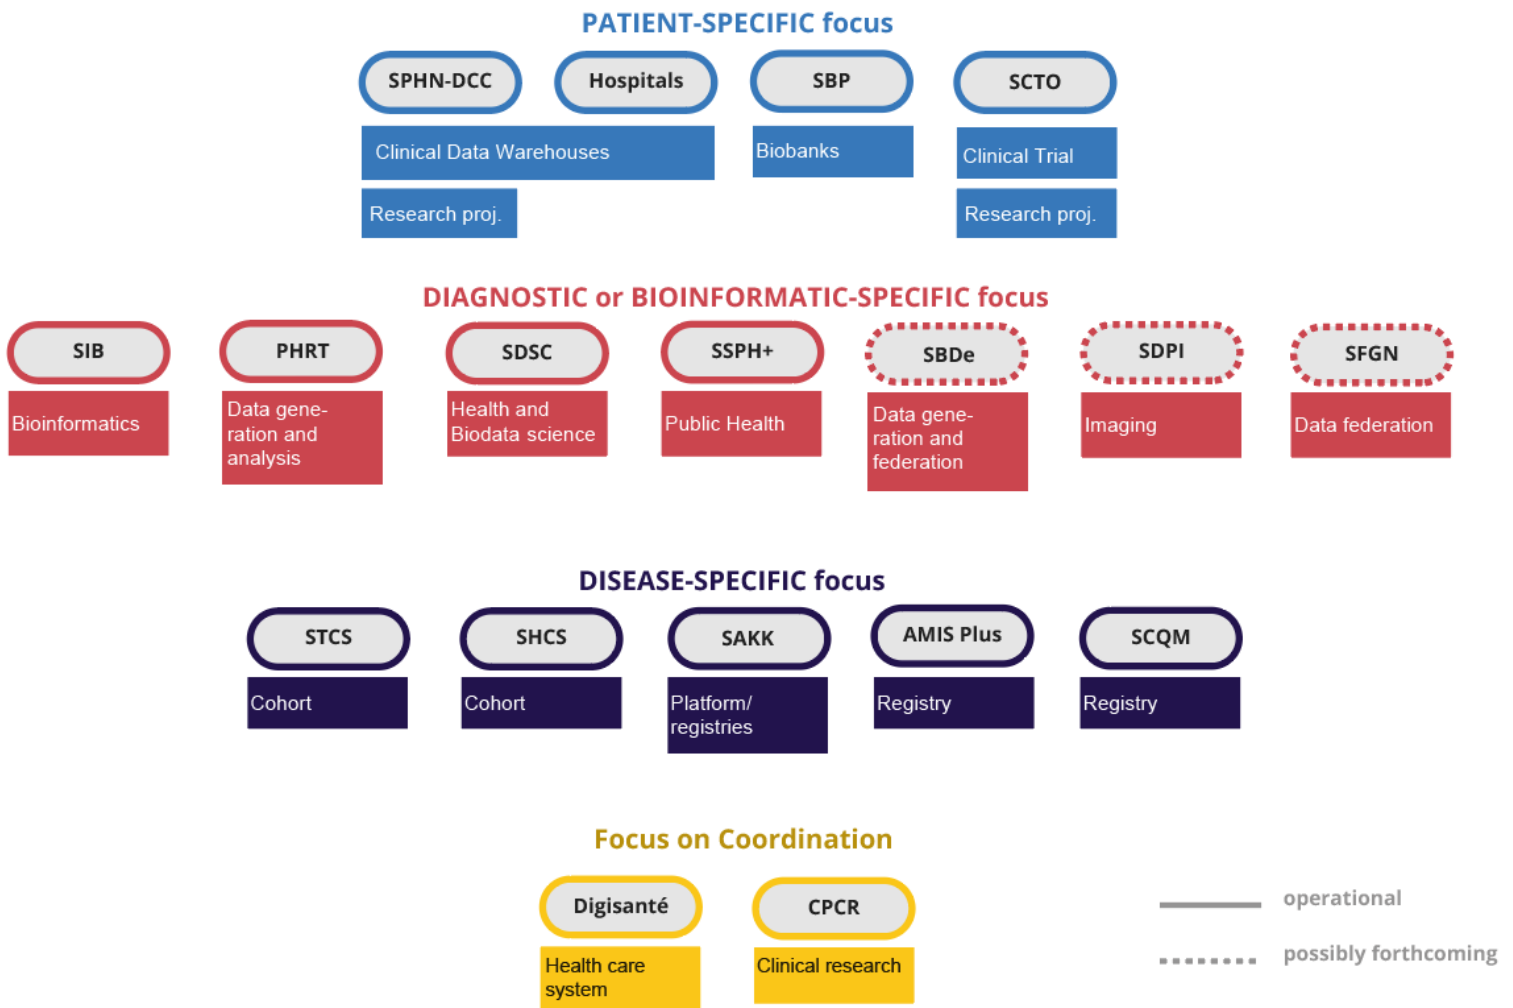 PATIENT-SPECIFIC focus
SPHN-DCC
Hospitals
SBP
SCTO
Clinical Data Warehouses
Biobanks
Clinical Trial
Research proj.
Research proj.
DIAGNOSTIC or BIOINFORMATIC-SPECIFIC focus
SIB
PHRT
SDSC
SSPH+
SBDe
SDPI
SFGN
Bioinformatics
Data gene-
ration and
analysis
Health and
Biodata science
Public Health
Data gene-
ration and
federation
Imaging
Data federation
DISEASE-SPECIFIC focus
STCS
SHCS
SAKK
AMIS Plus
SCQM
Cohort
Cohort
Platform/
registries
Registry
Registry
Focus on Coordination
Digisanté
CPCR
Health care
system
Clinical research
operational
possibly forthcoming